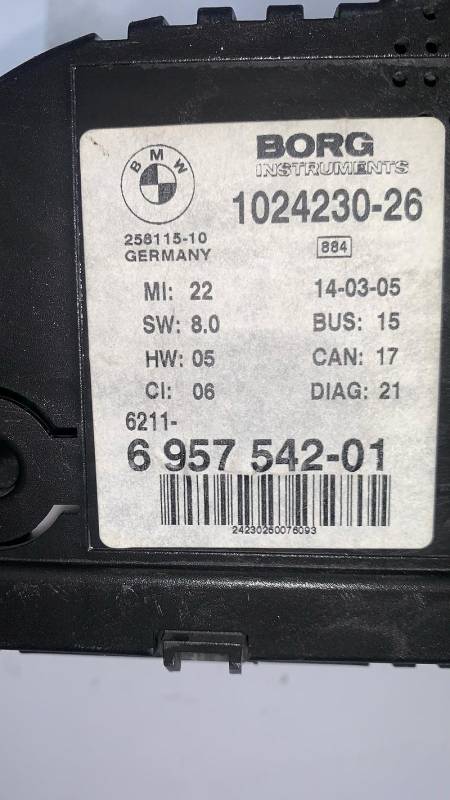 BMW
BORG
INSTRUMENTS
1024230-26
258115-10
GERMANY
884
MI: 22
14-03-05
SW: 8.0
BUS: 15
HW: 05
CAN: 17
CI: 06
DIAG: 21
6211-
6 957 542-01
24230260076093